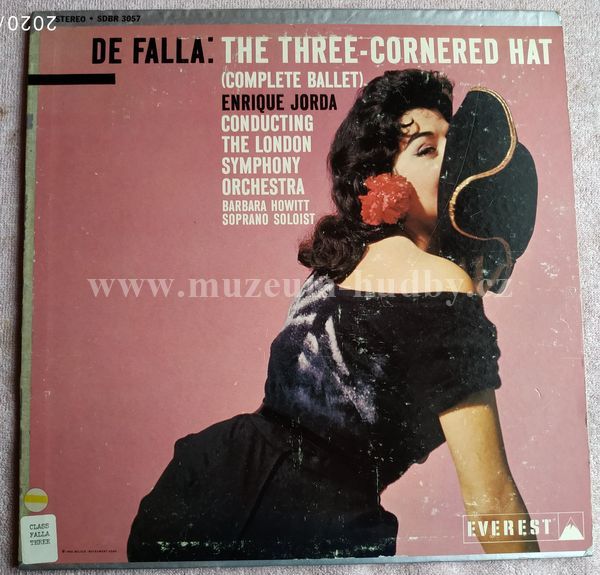 2020/0
STEREO • SDBR 3057
DE FALLA: THE THREE-CORNERED HAT
(COMPLETE BALLET)
ENRIQUE JORDA
CONDUCTING
THE LONDON
SYMPHONY
ORCHESTRA
BARBARA HOWITT
SOPRANO SOLOIST
www.muzeum-hudby.cz
CLASS
FALLA
THREE
EVEREST